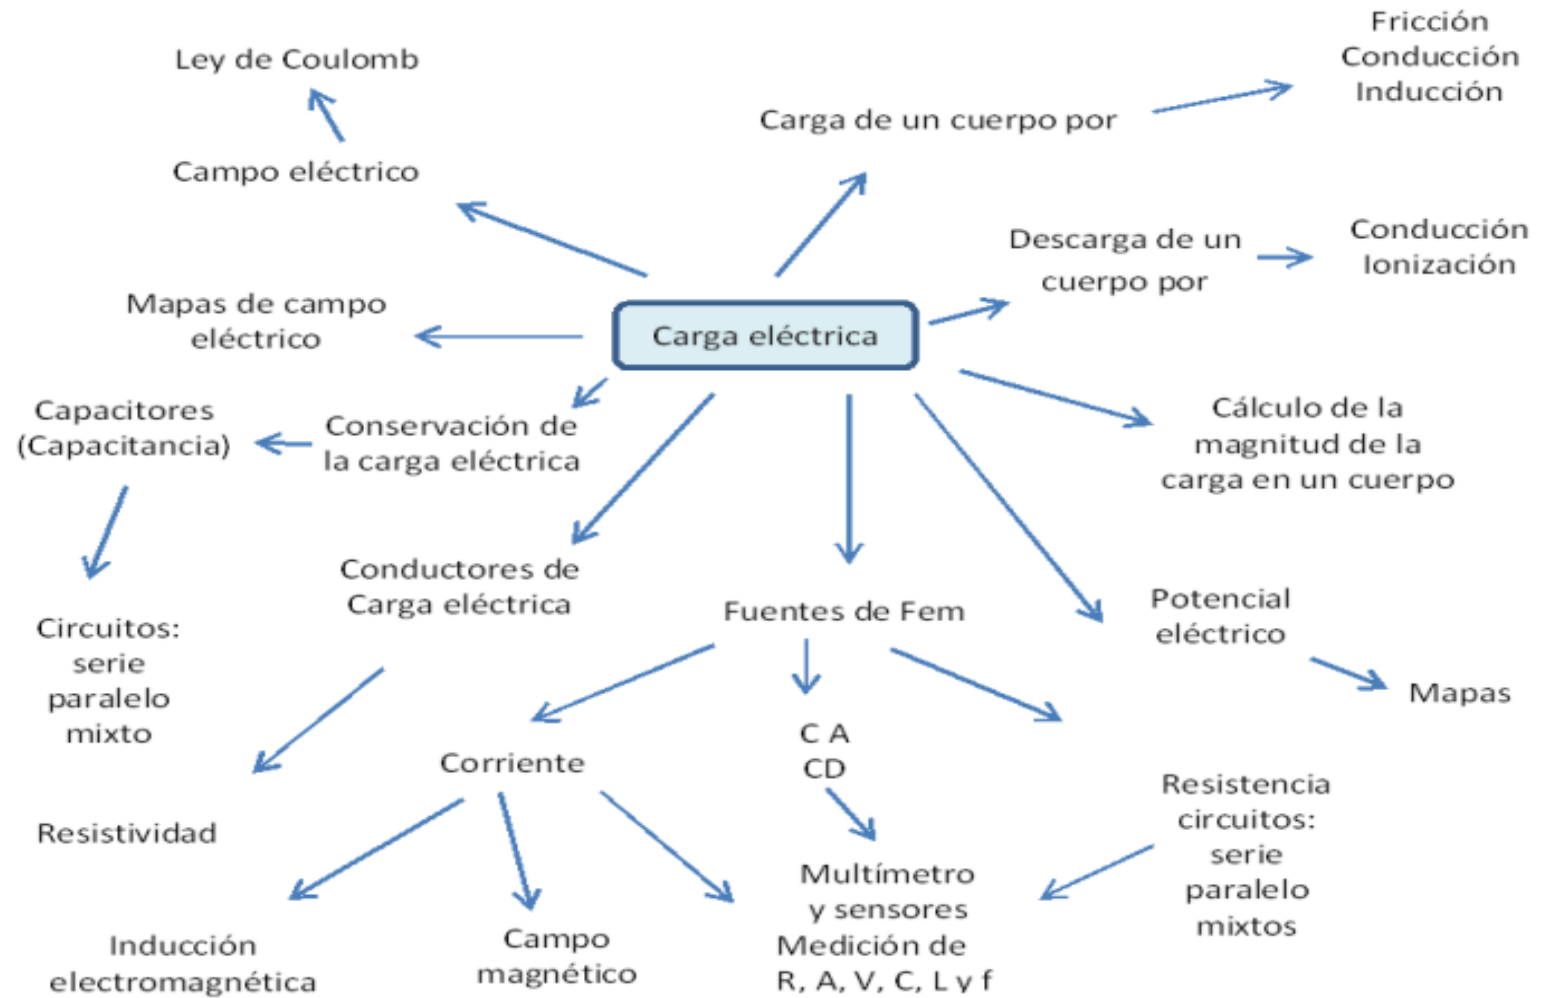 Fricción
Conducción
Inducción
Ley de Coulomb
Carga de un cuerpo por
Campo eléctrico
Descarga de un
cuerpo por
Conducción
Ionización
Mapas de campo
eléctrico
Carga eléctrica
Capacitores
(Capacitancia)
Conservación de
la carga eléctrica
Cálculo de la
magnitud de la
carga en un cuerpo
Conductores de
Carga eléctrica
Fuentes de Fem
Potencial
eléctrico
Circuitos:
serie
paralelo
mixto
Mapas
C A
CD
Corriente
Resistencia
circuitos:
serie
paralelo
mixtos
Resistividad
Multímetro
y sensores
Medición de
R, A, V, C, L y f
Inducción
electromagnética
Campo
magnético